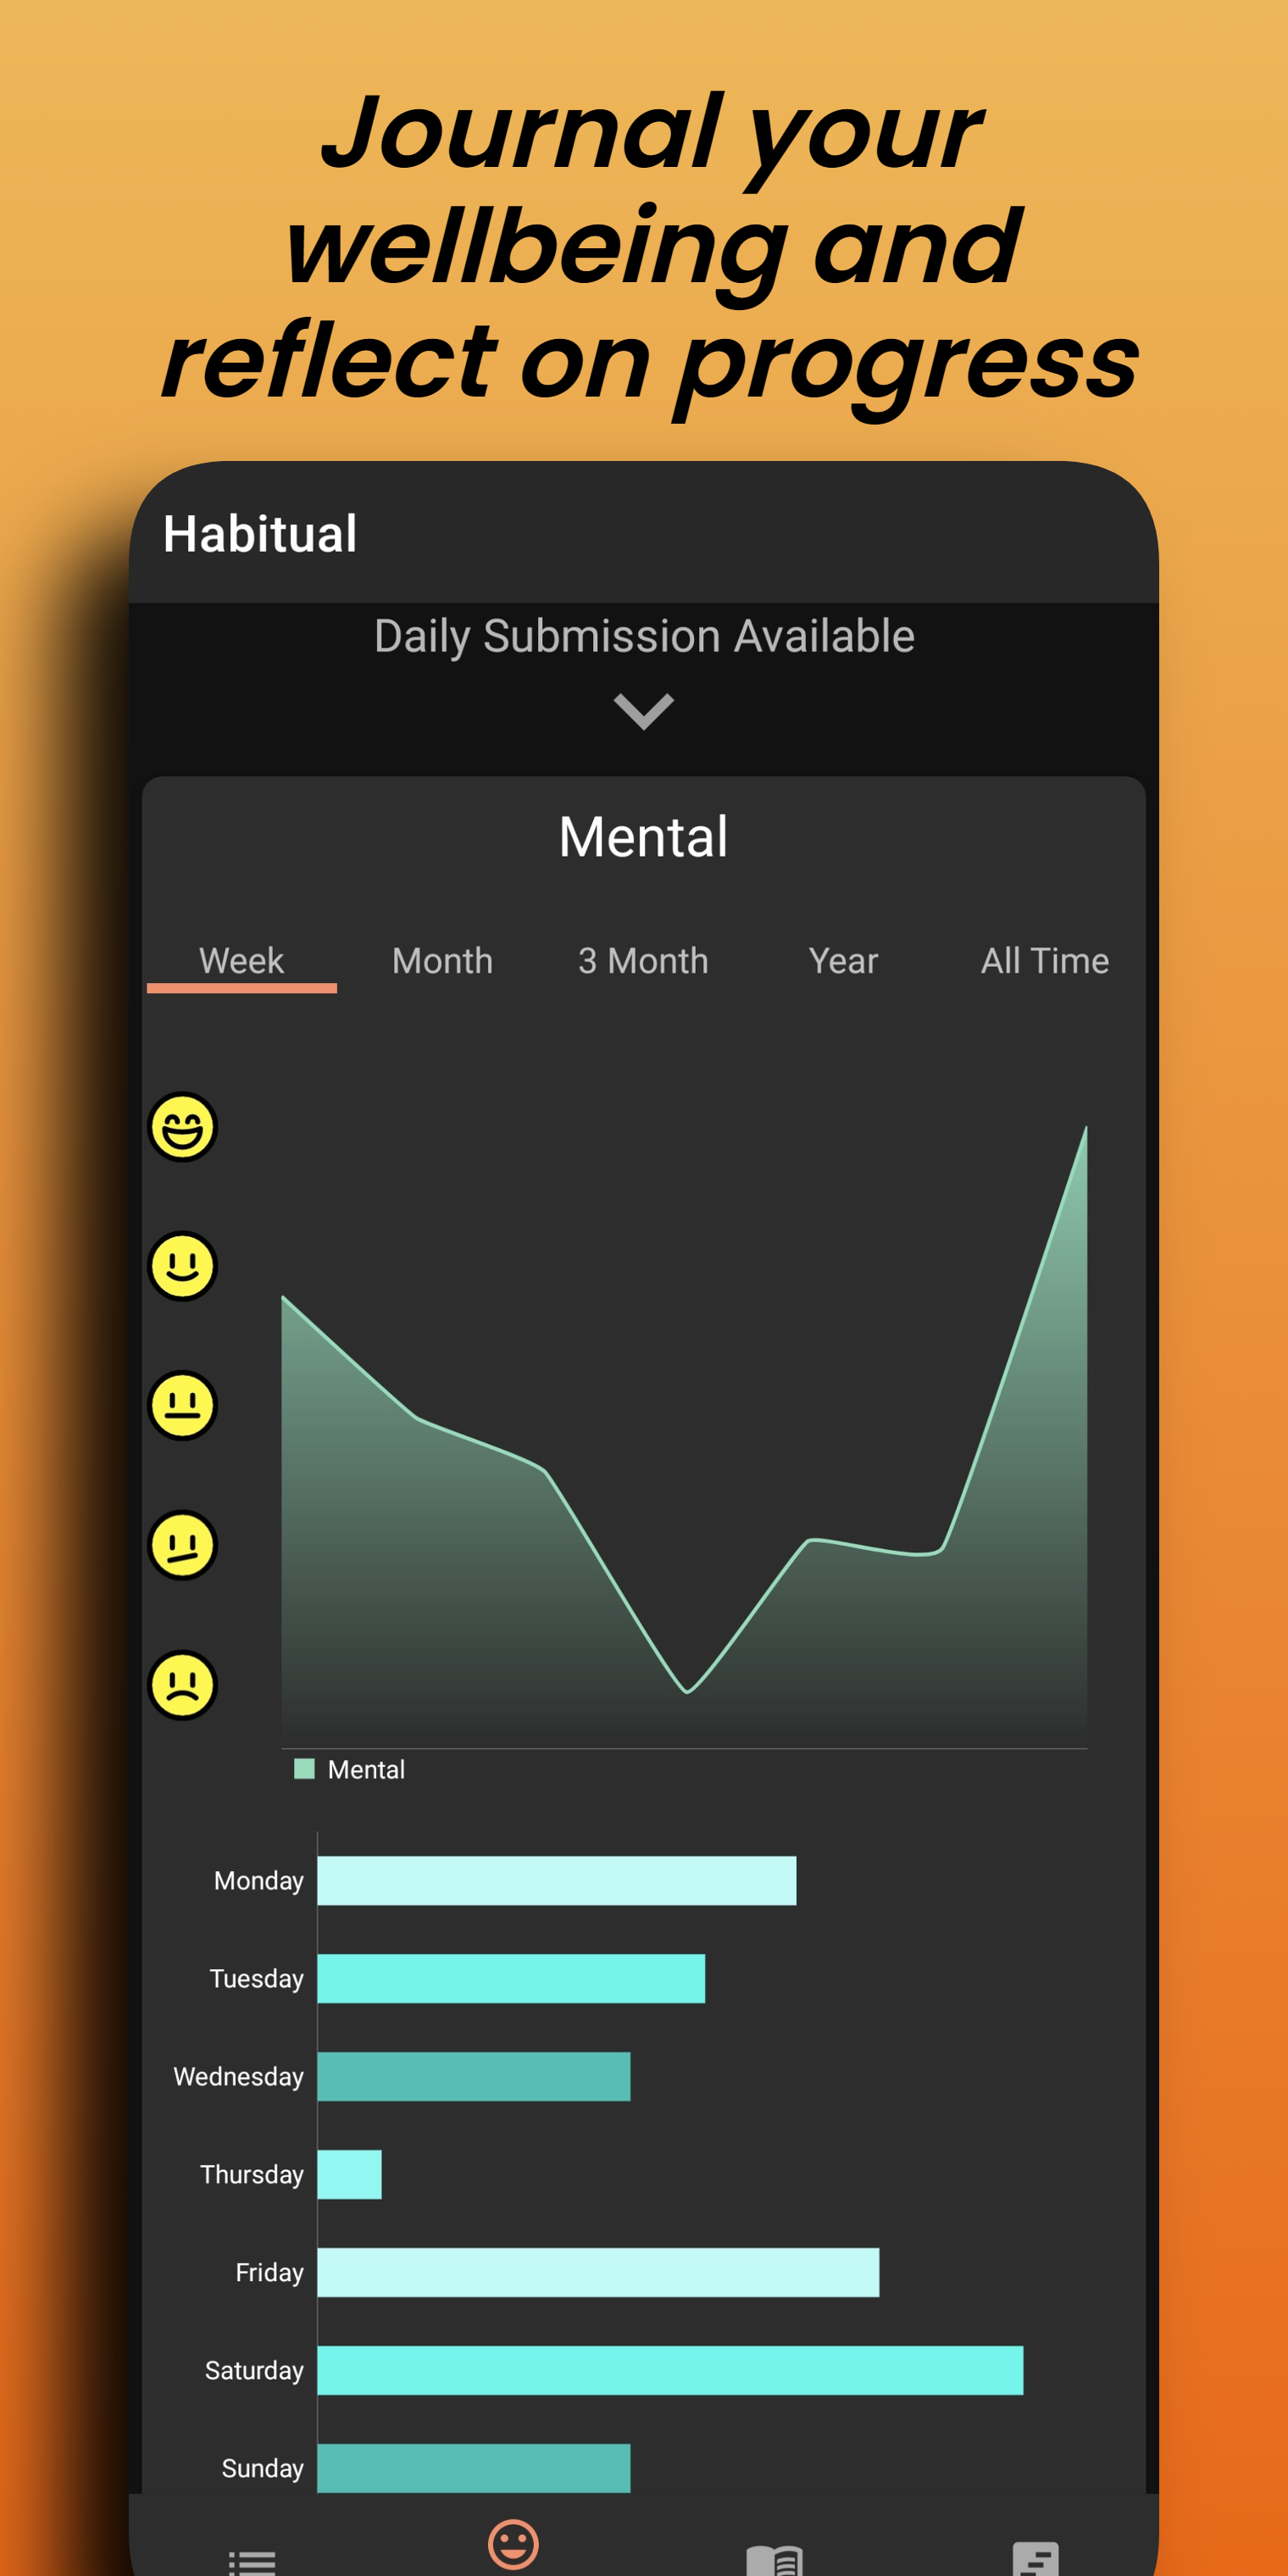 Journal your
wellbeing and
reflect on progress
Habitual
Daily Submission Available
Mental
Week Month 3 Month Year All Time
Mental
Monday
Tuesday
Wednesday
Thursday
Friday
Saturday
Sunday